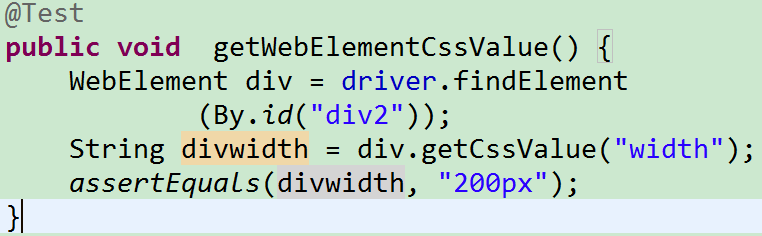 @Test
public void  getWebElementCssValue() {
    WebElement div = driver.findElement
            (By.id("div2"));
    String divwidth = div.getCssValue("width");
    assertEquals(divwidth, "200px");
}